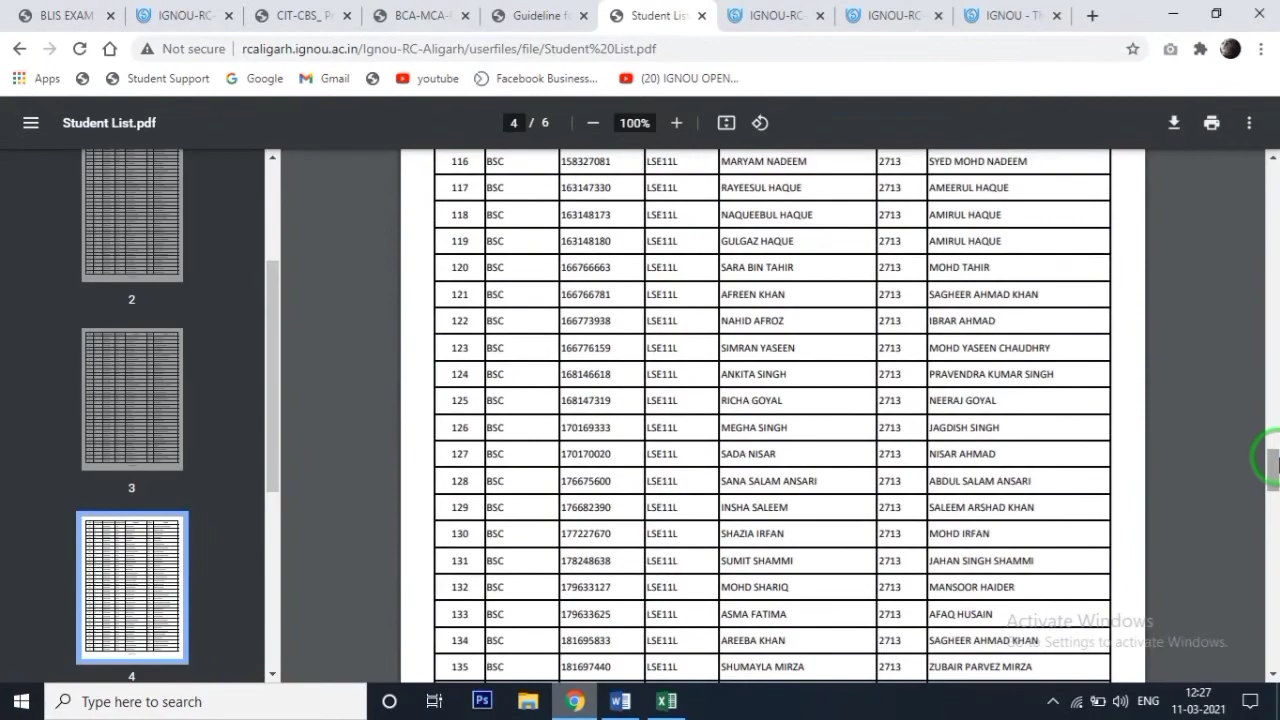 BLIS EXAM
IGNOU-RC-
CIT-CBS_ P
BCA-MCA-
Guideline f
Student Lis
IGNOU-RC-
IGNOU-RC-
IGNOU - T
Not secure rcaligarh.ignou.ac.in/Ignou-RC-Aligarh/userfiles/file/Student%20List.pdf
Apps Student Support Google Gmail youtube Facebook Business... (20) IGNOU OPEN...
Student List.pdf 4 / 6 100%
116 BSC 158327081 LSE11L MARYAM NADEEM 2713 SYED MOHD NADEEM
117 BSC 163147330 LSE11L RAYEESUL HAQUE 2713 AMEERUL HAQUE
118 BSC 163148173 LSE11L NAQUEEBUL HAQUE 2713 AMIRUL HAQUE
119 BSC 163148180 LSE11L GULGAZ HAQUE 2713 AMIRUL HAQUE
120 BSC 166766663 LSE11L SARA BIN TAHIR 2713 MOHD TAHIR
121 BSC 166766781 LSE11L AFREEN KHAN 2713 SAGHEER AHMAD KHAN
122 BSC 166773938 LSE11L NAHID AFROZ 2713 IBRAR AHMAD
123 BSC 166776159 LSE11L SIMRAN YASEEN 2713 MOHD YASEEN CHAUDHRY
124 BSC 168146618 LSE11L ANKITA SINGH 2713 PRAVENDRA KUMAR SINGH
125 BSC 168147319 LSE11L RICHA GOYAL 2713 NEERAJ GOYAL
126 BSC 170169333 LSE11L MEGHA SINGH 2713 JAGDISH SINGH
127 BSC 170170020 LSE11L SADA NISAR 2713 NISAR AHMAD
128 BSC 176675600 LSE11L SANA SALAM ANSARI 2713 ABDUL SALAM ANSARI
129 BSC 176682390 LSE11L INSHA SALEEM 2713 SALEEM ARSHAD KHAN
130 BSC 177227670 LSE11L SHAZIA IRFAN 2713 MOHD IRFAN
131 BSC 178248638 LSE11L SUMIT SHAMMI 2713 JAHAN SINGH SHAMMI
132 BSC 179633127 LSE11L MOHD SHARIQ 2713 MANSOOR HAIDER
133 BSC 179633625 LSE11L ASMA FATIMA 2713 AFAQ HUSAIN
134 BSC 181695833 LSE11L AREEBA KHAN 2713 SAGHEER AHMAD KHAN
135 BSC 181697440 LSE11L SHUMAYLA MIRZA 2713 ZUBAIR PARVEZ MIRZA
2
3
4
Activate Windows
Go to Settings to activate Windows.
Type here to search
Ps
ENG
12:27
11-03-2021